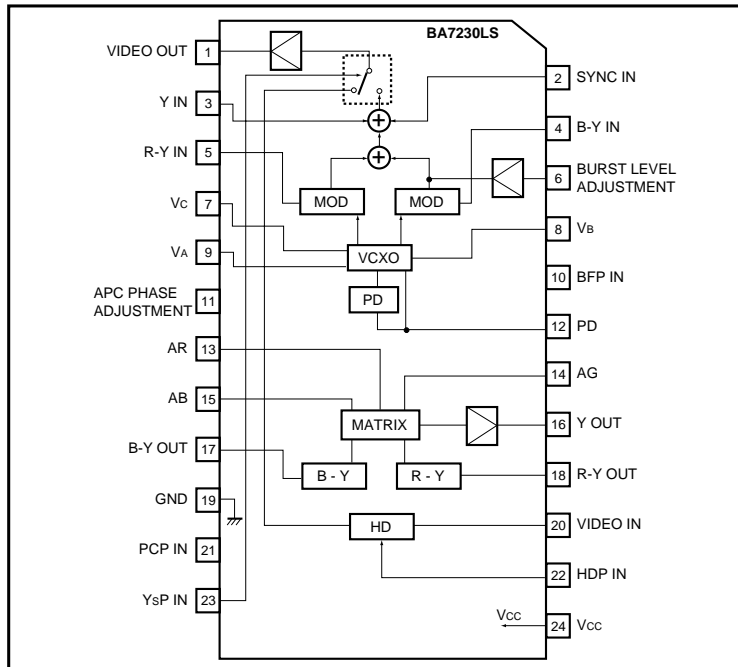 BA7230LS
VIDEO OUT 1
2 SYNC IN
Y IN 3
4 B-Y IN
R-Y IN 5
6 BURST LEVEL
ADJUSTMENT
MOD MOD
VC 7
8 VB
VA 9
VCXO
10 BFP IN
PD
APC PHASE
ADJUSTMENT 11
12 PD
AR 13
14 AG
AB 15
MATRIX
16 Y OUT
B-Y OUT 17
B - Y R - Y
18 R-Y OUT
GND 19
HD
20 VIDEO IN
PCP IN 21
22 HDP IN
YSP IN 23
VCC
24 VCC